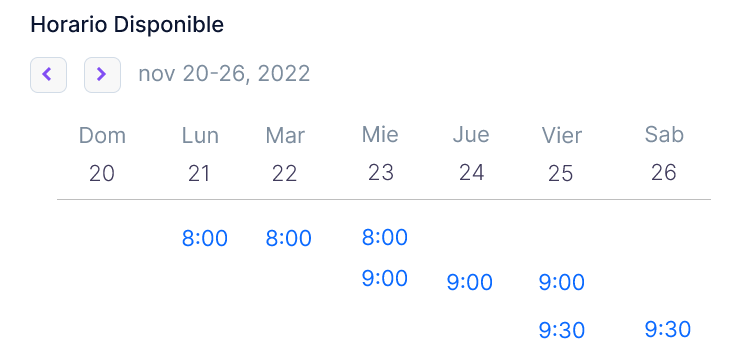 Horario Disponible
nov 20-26, 2022
Dom Lun Mar Mie Jue Vier Sab
20 21 22 23 24 25 26
8:00 8:00 8:00
9:00 9:00 9:00
9:30 9:30